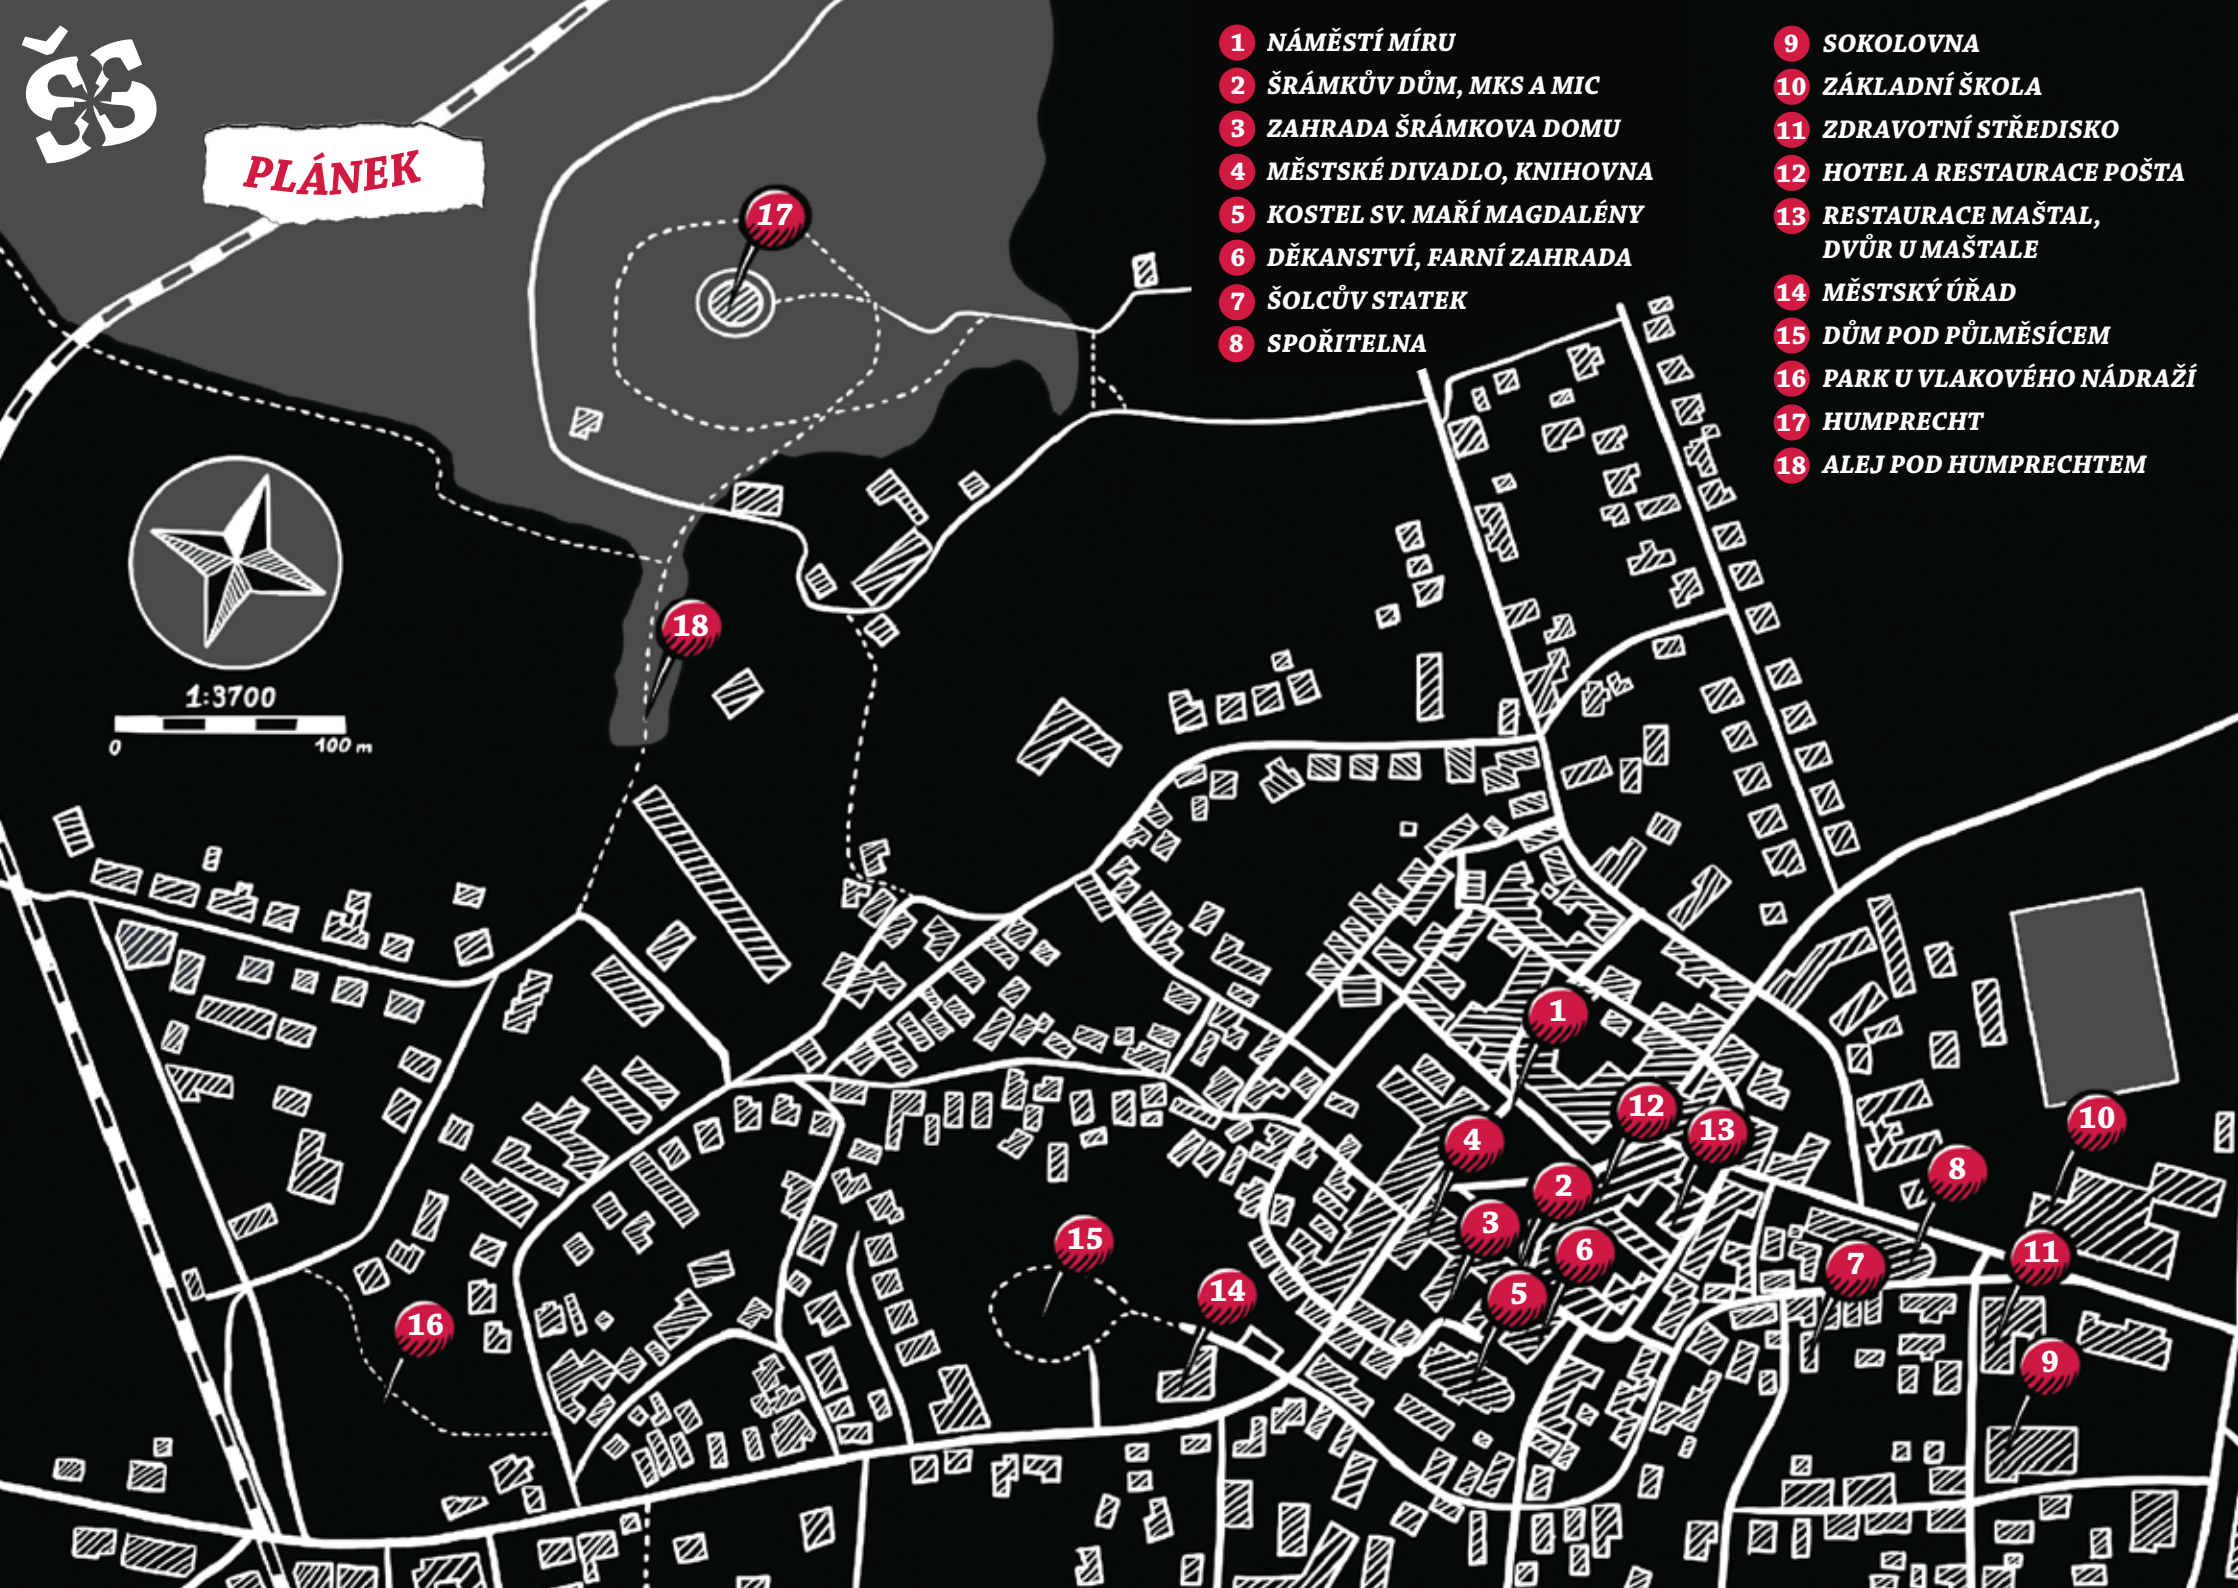 ŠS
PLÁNEK
1 NÁMĚSTÍ MÍRU
2 ŠRÁMKŮV DŮM, MKS A MIC
3 ZAHRADA ŠRÁMKOVA DOMU
4 MĚSTSKÉ DIVADLO, KNIHOVNA
5 KOSTEL SV. MAŘÍ MAGDALÉNY
6 DĚKANSTVÍ, FARNÍ ZAHRADA
7 ŠOLCŮV STATEK
8 SPOŘITELNA
9 SOKOLOVNA
10 ZÁKLADNÍ ŠKOLA
11 ZDRAVOTNÍ STŘEDISKO
12 HOTEL A RESTAURACE POŠTA
13 RESTAURACE MAŠTAL,
DVŮR U MAŠTALE
14 MĚSTSKÝ ÚŘAD
15 DŮM POD PŮLMĚSÍCEM
16 PARK U VLAKOVÉHO NÁDRAŽÍ
17 HUMPRECHT
18 ALEJ POD HUMPRECHTEM
17
18
1:3700
0 100 m
1
12
13
10
4
8
2
3
6
15
11
7
14
5
16
9